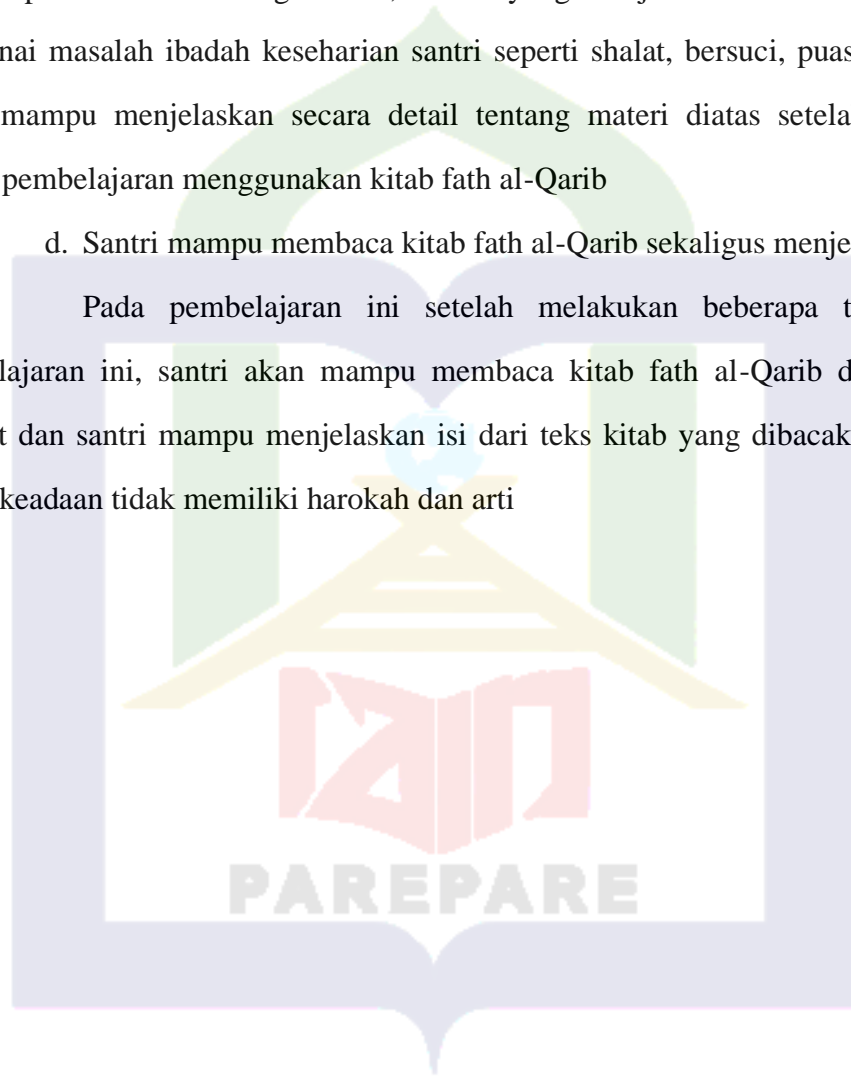 nai masalah ibadah keseharian santri seperti shalat, bersuci, puas
mampu menjelaskan secara detail tentang materi diatas setela
pembelajaran menggunakan kitab fath al-Qarib
d. Santri mampu membaca kitab fath al-Qarib sekaligus menje
Pada pembelajaran ini setelah melakukan beberapa t
lajaran ini, santri akan mampu membaca kitab fath al-Qarib d
t dan santri mampu menjelaskan isi dari teks kitab yang dibacak
keadaan tidak memiliki harokah dan arti
PAREPARE